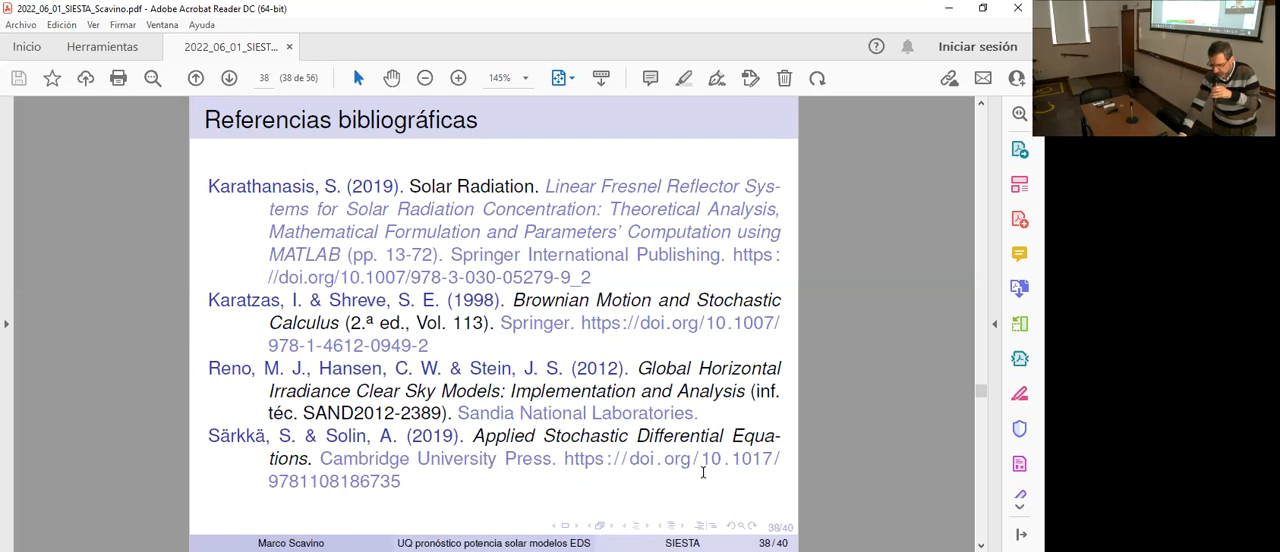 2022_06_01_SIESTA_Scavino.pdf - Adobe Acrobat Reader DC (64-bit)
Archivo Edición Ver Firmar Ventana Ayuda
Inicio Herramientas 2022_06_01_SIEST... × Iniciar sesión
38 (38 de 56) 145%
Referencias bibliográficas
Karathanasis, S. (2019). Solar Radiation. Linear Fresnel Reflector Sys-
tems for Solar Radiation Concentration: Theoretical Analysis,
Mathematical Formulation and Parameters' Computation using
MATLAB (pp. 13-72). Springer International Publishing. https:
//doi.org/10.1007/978-3-030-05279-9_2
Karatzas, I. & Shreve, S. E. (1998). Brownian Motion and Stochastic
Calculus (2.ª ed., Vol. 113). Springer. https://doi.org/10.1007/
978-1-4612-0949-2
Reno, M. J., Hansen, C. W. & Stein, J. S. (2012). Global Horizontal
Irradiance Clear Sky Models: Implementation and Analysis (inf.
téc. SAND2012-2389). Sandia National Laboratories.
Särkkä, S. & Solin, A. (2019). Applied Stochastic Differential Equa-
tions. Cambridge University Press. https://doi.org/10.1017/
9781108186735
38/40
Marco Scavino UQ pronóstico potencia solar modelos EDS SIESTA 38 / 40